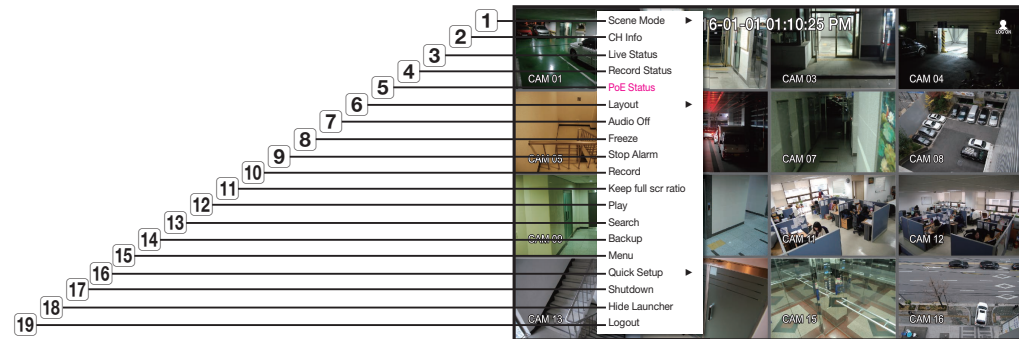 1 Scene Mode ▶
2 CH Info
3 Live Status
4 Record Status
5 PoE Status
6 Layout ▶
7 Audio Off
8 Freeze
9 Stop Alarm
10 Record
11 Keep full scr ratio
12 Play
13 Search
14 Backup
15 Menu
16 Quick Setup ▶
17 Shutdown
18 Hide Launcher
19 Logout
16-01-01 01:10:25 PM
LOG ON
CAM 01
CAM 03
CAM 04
CAM 05
CAM 07
CAM 08
CAM 09
CAM 11
CAM 12
CAM 13
CAM 15
CAM 16